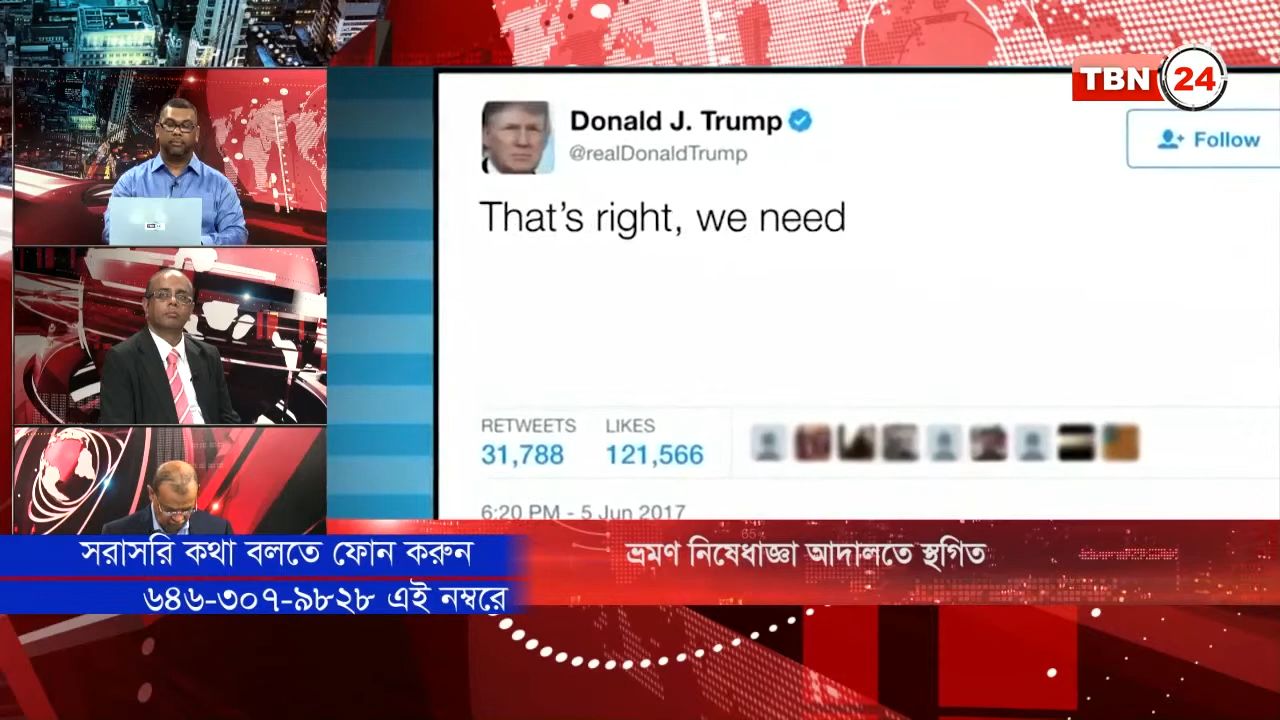 TBN 24
Donald J. Trump
@realDonaldTrump
Follow
That's right, we need
RETWEETS LIKES
31,788 121,566
6:20 PM - 5 Jun 2017
সরাসরি কথা বলতে ফোন করুন
৬৪৬-৩০৭-৯৮২৮ এই নম্বরে
ভ্রমণ নিষেধাজ্ঞা আদালতে স্থগিত